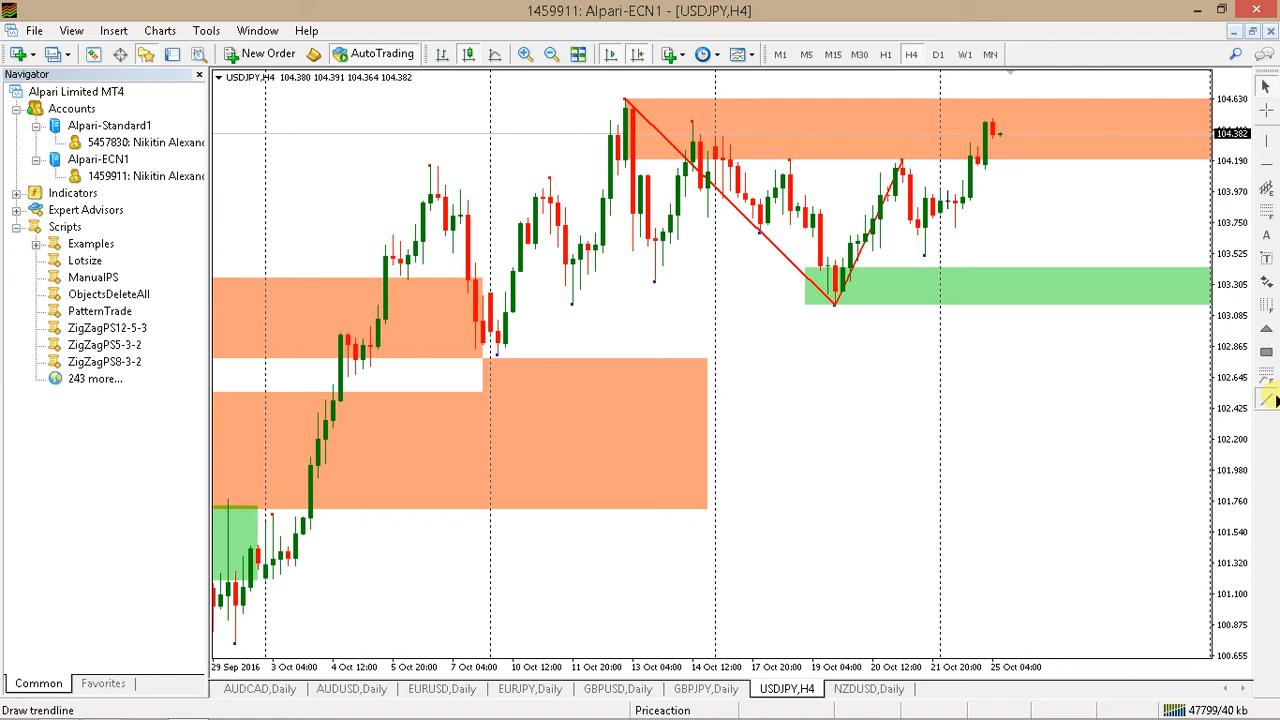 1459911: Alpari-ECN1 - [USDJPY,H4]
File View Insert Charts Tools Window Help
New Order AutoTrading M1 M5 M15 M30 H1 H4 D1 W1 MN
Navigator
USDJPY,H4 104.380 104.391 104.364 104.382
Alpari Limited MT4
Accounts
Alpari-Standard1
5457830: Nikitin Alexanc
Alpari-ECN1
1459911: Nikitin Alexanc
Indicators
Expert Advisors
Scripts
Examples
Lotsize
ManualPS
ObjectsDeleteAll
PatternTrade
ZigZagPS12-5-3
ZigZagPS5-3-2
ZigZagPS8-3-2
243 more...
104.630
104.382
104.190
103.970
103.750
103.525
103.305
103.085
102.865
102.645
102.425
102.200
101.980
101.760
101.540
101.320
101.100
100.875
100.655
29 Sep 2016 3 Oct 04:00 4 Oct 12:00 5 Oct 20:00 7 Oct 04:00 10 Oct 12:00 11 Oct 20:00 13 Oct 04:00 14 Oct 12:00 17 Oct 20:00 19 Oct 04:00 20 Oct 12:00 21 Oct 20:00 25 Oct 04:00
Common Favorites
AUDCAD,Daily AUDUSD,Daily EURUSD,Daily EURJPY,Daily GBPUSD,Daily GBPJPY,Daily USDJPY,H4 NZDUSD,Daily
Draw trendline Priceaction 47799/40 kb